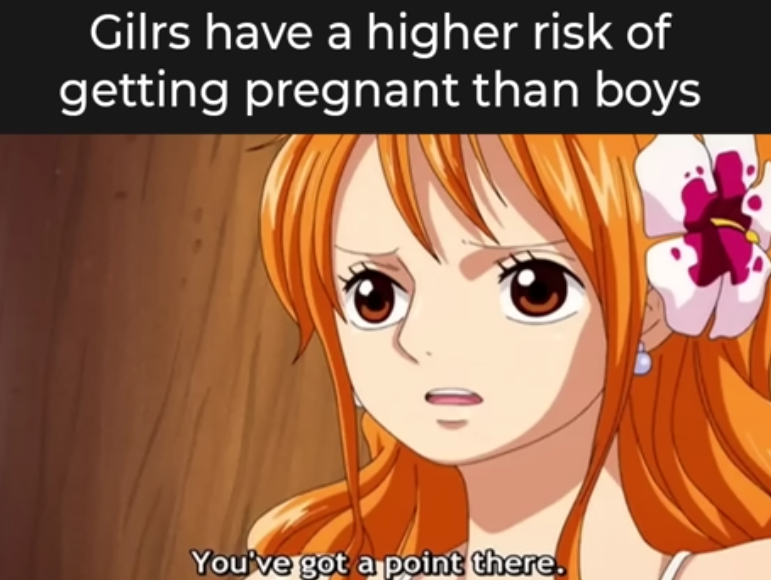 Gilrs have a higher risk of
getting pregnant than boys
You've got a point there.